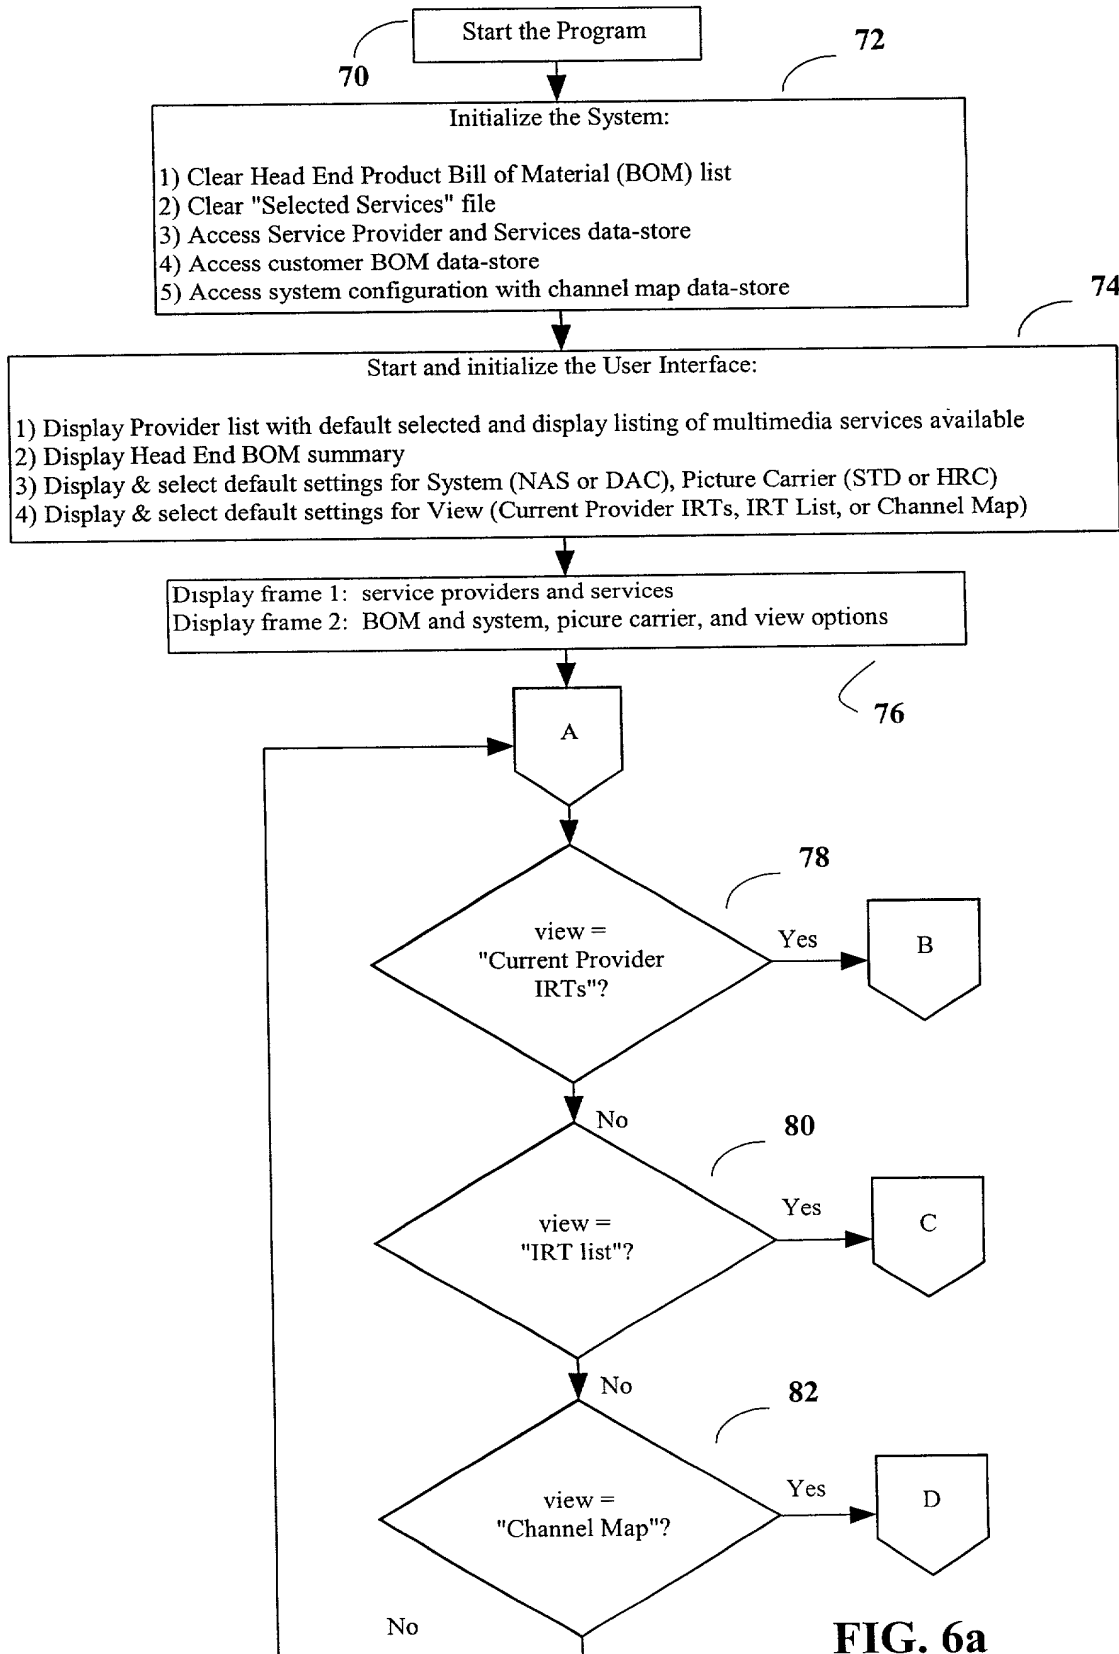 Start the Program
70
72
Initialize the System:
1) Clear Head End Product Bill of Material (BOM) list
2) Clear "Selected Services" file
3) Access Service Provider and Services data-store
4) Access customer BOM data-store
5) Access system configuration with channel map data-store
74
Start and initialize the User Interface:
1) Display Provider list with default selected and display listing of multimedia services available
2) Display Head End BOM summary
3) Display & select default settings for System (NAS or DAC), Picture Carrier (STD or HRC)
4) Display & select default settings for View (Current Provider IRTs, IRT List, or Channel Map)
Display frame 1: service providers and services
Display frame 2: BOM and system, picure carrier, and view options
76
A
78
view =
"Current Provider
IRTs"?
Yes
B
No
80
view =
"IRT list"?
Yes
C
No
82
view =
"Channel Map"?
Yes
D
No
FIG. 6a